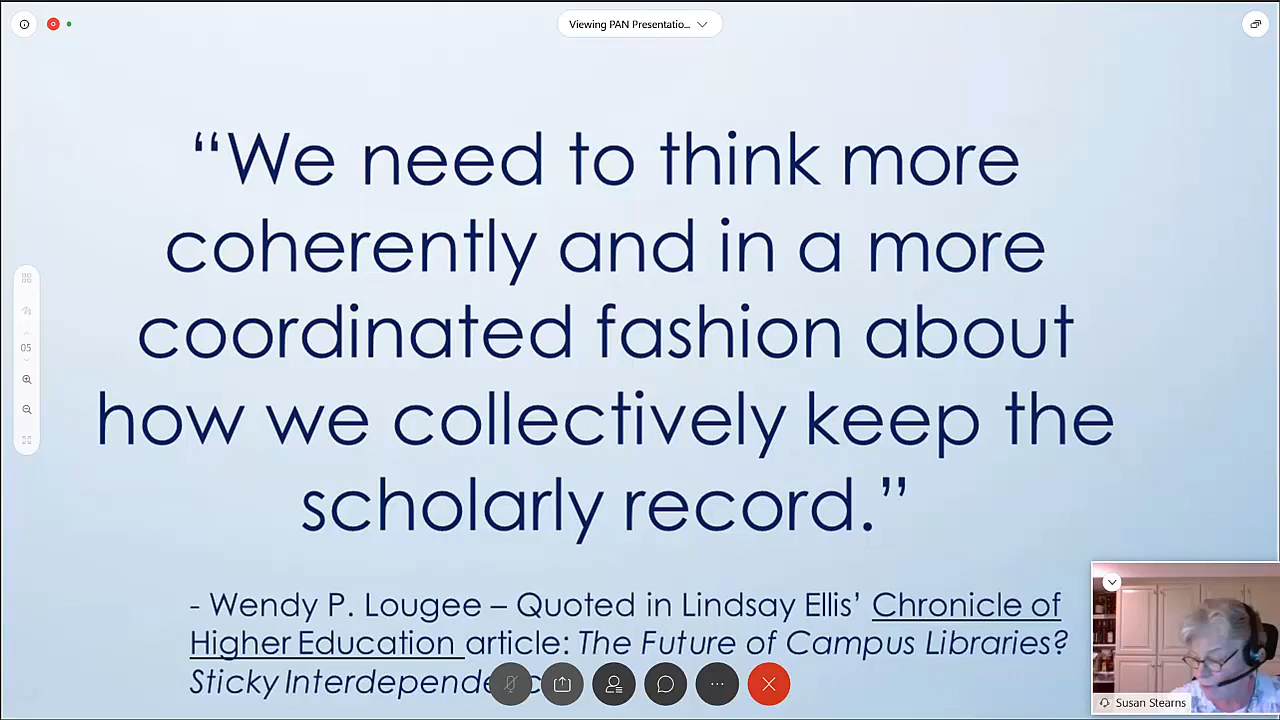 Viewing PAN Presentatio...
“We need to think more
coherently and in a more
coordinated fashion about
how we collectively keep the
scholarly record.”
- Wendy P. Lougee – Quoted in Lindsay Ellis’ Chronicle of
Higher Education article: The Future of Campus Libraries?
Sticky
05
Susan Stearns